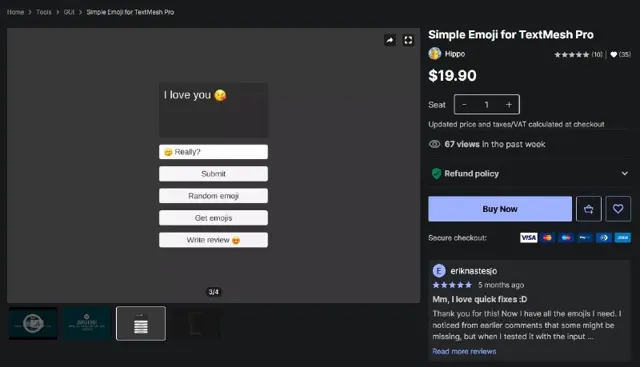 Home > Tools > GUI > Simple Emoji for TextMesh Pro
Simple Emoji for TextMesh Pro
Hippo
(10) | (35)
$19.90
Seat - 1 +
Updated price and taxes/VAT calculated at checkout
67 views in the past week
Refund policy
Buy Now
Secure checkout: VISA
I love you 😘
😋 Really?
Submit
Random emoji
Get emojis
Write review 😍
3/4
E eriknastesjo
5 months ago
Mm, I love quick fixes :D
Thank you for this! Now I have all the emojis I need. I
noticed from earlier comments that some might be
missing, but when I tested it with the input ...
Read more reviews